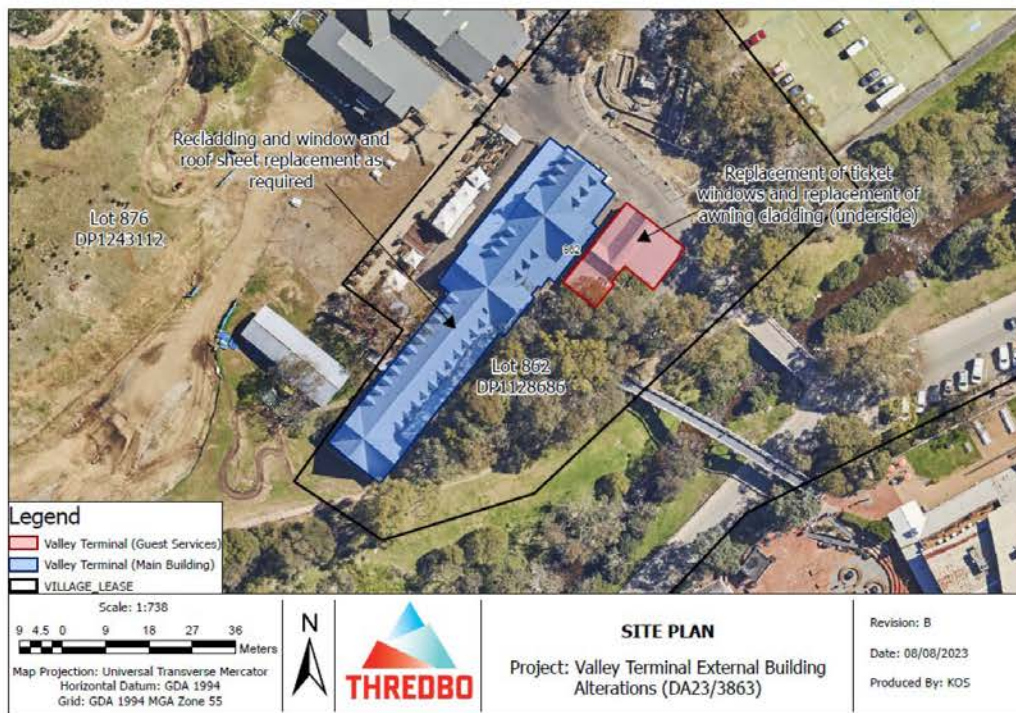 Recladding and window and
roof sheet replacement as
required
Replacement of ticket
windows and replacement of
awning cladding (underside)
Lot 876
DP1243112
862
Lot 862
DP1128686
Legend
Valley Terminal (Guest Services)
Valley Terminal (Main Building)
VILLAGE_LEASE
Scale: 1:738
9 4.5 0 9 18 27 36
Meters
Map Projection: Universal Transverse Mercator
Horizontal Datum: GDA 1994
Grid: GDA 1994 MGA Zone 55
N
THREDBO
SITE PLAN
Project: Valley Terminal External Building
Alterations (DA23/3863)
Revision: B
Date: 08/08/2023
Produced By: KOS